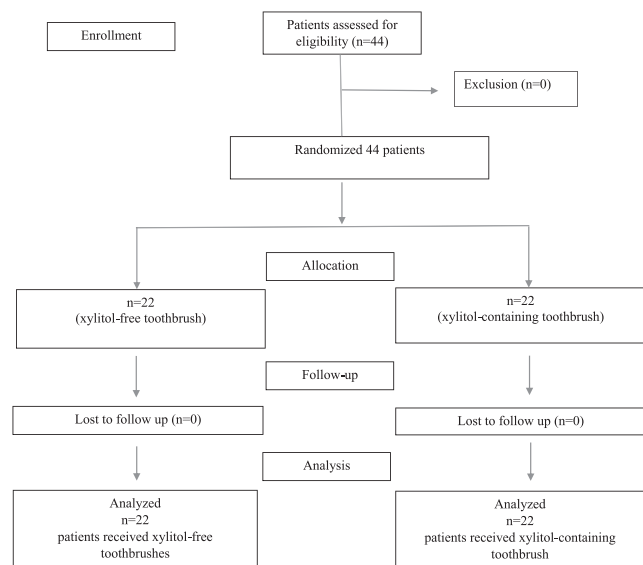 Enrollment
Patients assessed for
eligibility (n=44)
Exclusion (n=0)
Randomized 44 patients
Allocation
n=22
(xylitol-free toothbrush)
n=22
(xylitol-containing toothbrush)
Follow-up
Lost to follow up (n=0)
Lost to follow up (n=0)
Analysis
Analyzed
n=22
patients received xylitol-free
toothbrushes
Analyzed
n=22
patients received xylitol-containing
toothbrush